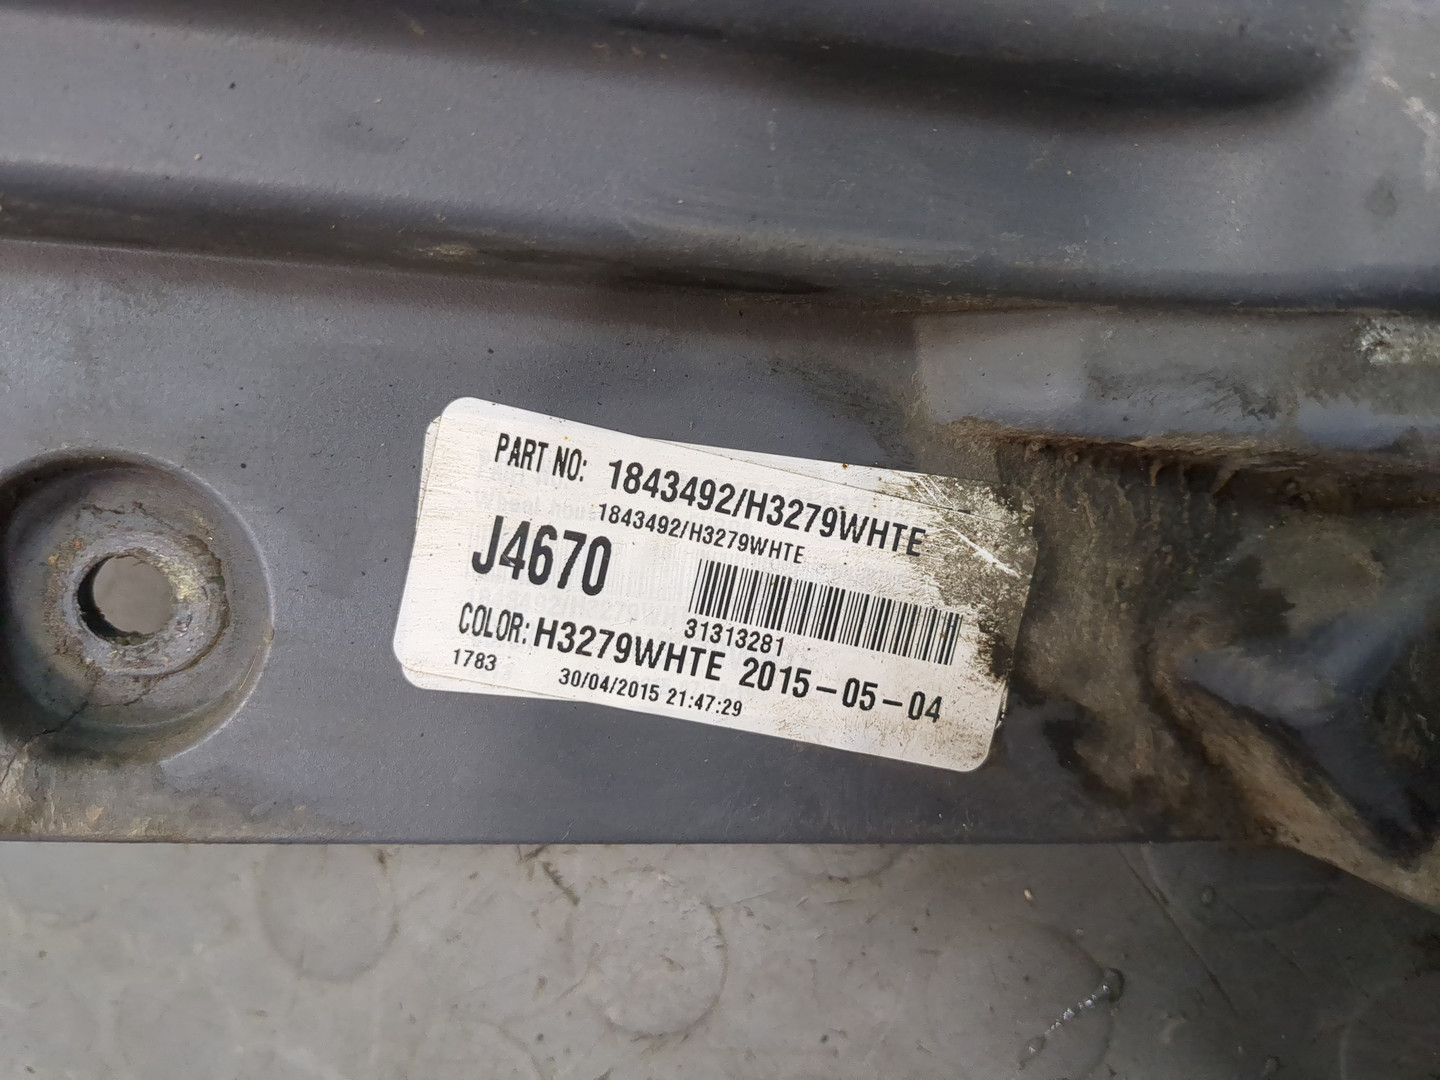 PART NO: 1843492/H3279WHTE
1843492/H3279WHTE
J4670
31313281
COLOR: H3279WHTE 2015-05-04
1783 30/04/2015 21:47:29